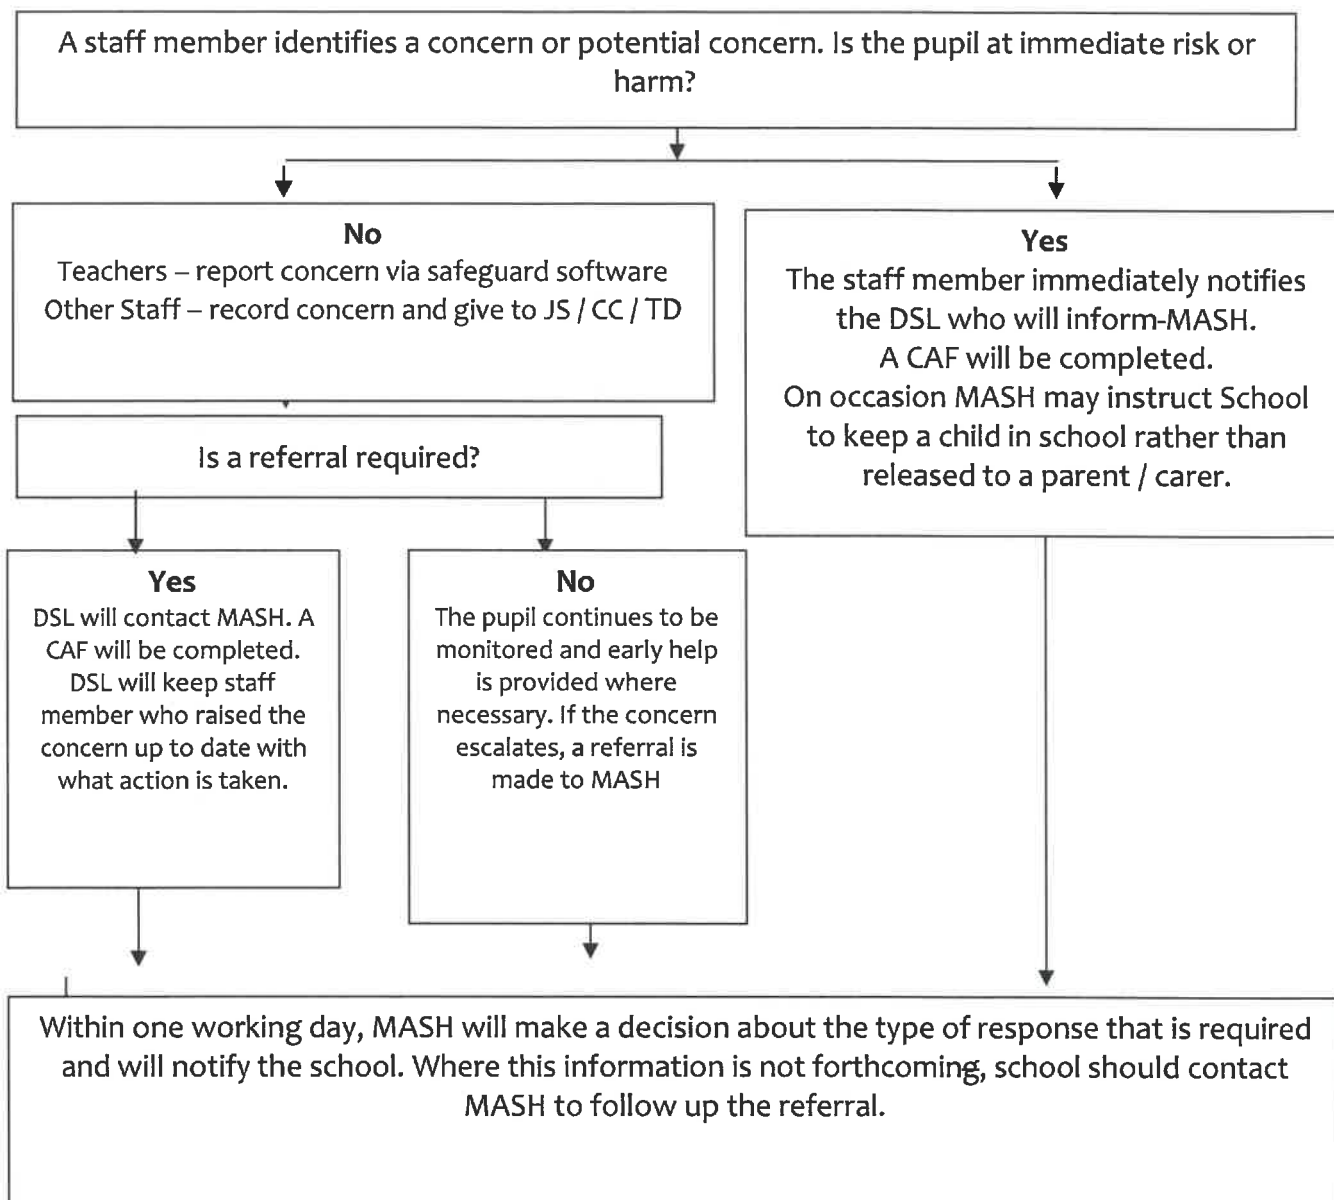 A staff member identifies a concern or potential concern. Is the pupil at immediate risk or
harm?
No
Teachers – report concern via safeguard software
Other Staff – record concern and give to JS / CC / TD
Yes
The staff member immediately notifies
the DSL who will inform-MASH.
A CAF will be completed.
On occasion MASH may instruct School
to keep a child in school rather than
released to a parent / carer.
Is a referral required?
Yes
DSL will contact MASH. A
CAF will be completed.
DSL will keep staff
member who raised the
concern up to date with
what action is taken.
No
The pupil continues to be
monitored and early help
is provided where
necessary. If the concern
escalates, a referral is
made to MASH
Within one working day, MASH will make a decision about the type of response that is required
and will notify the school. Where this information is not forthcoming, school should contact
MASH to follow up the referral.